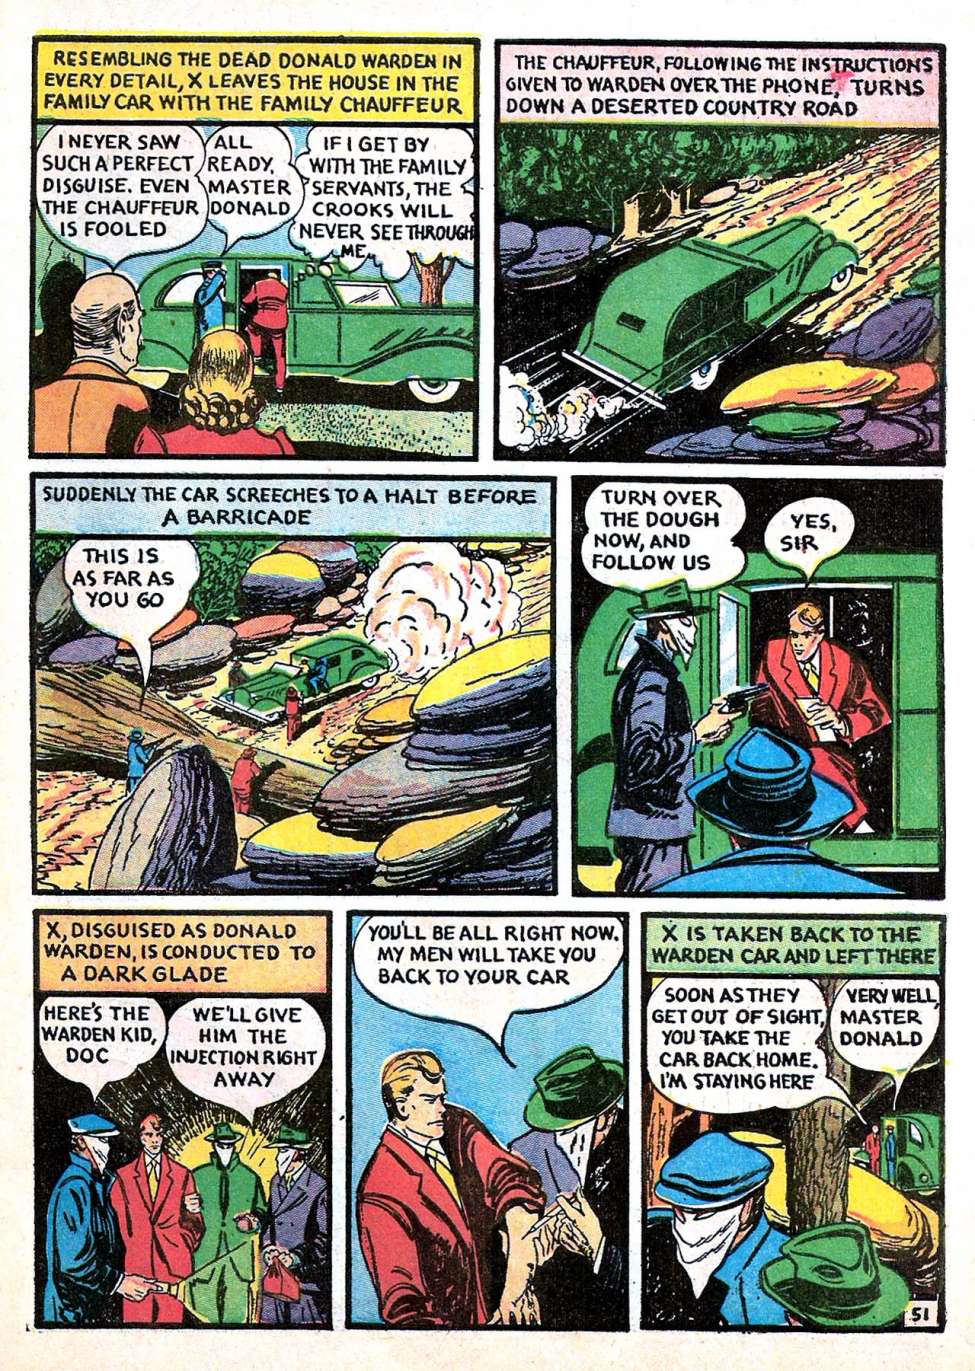 RESEMBLING THE DEAD DONALD WARDEN IN
EVERY DETAIL, X LEAVES THE HOUSE IN THE
FAMILY CAR WITH THE FAMILY CHAUFFEUR
I NEVER SAW
SUCH A PERFECT
DISGUISE. EVEN
THE CHAUFFEUR
IS FOOLED
ALL
READY,
MASTER
DONALD
IF I GET BY
WITH THE FAMILY
SERVANTS, THE
CROOKS WILL
NEVER SEE THROUGH
ME
THE CHAUFFEUR, FOLLOWING THE INSTRUCTIONS
GIVEN TO WARDEN OVER THE PHONE, TURNS
DOWN A DESERTED COUNTRY ROAD
SUDDENLY THE CAR SCREECHES TO A HALT BEFORE
A BARRICADE
THIS IS
AS FAR AS
YOU GO
TURN OVER
THE DOUGH
NOW, AND
FOLLOW US
YES,
SIR
X, DISGUISED AS DONALD
WARDEN, IS CONDUCTED TO
A DARK GLADE
HERE'S THE
WARDEN KID,
DOC
WE'LL GIVE
HIM THE
INJECTION RIGHT
AWAY
YOU'LL BE ALL RIGHT NOW.
MY MEN WILL TAKE YOU
BACK TO YOUR CAR
X IS TAKEN BACK TO THE
WARDEN CAR AND LEFT THERE
SOON AS THEY
GET OUT OF SIGHT,
YOU TAKE THE
CAR BACK HOME.
I'M STAYING HERE
VERY WELL,
MASTER
DONALD
51